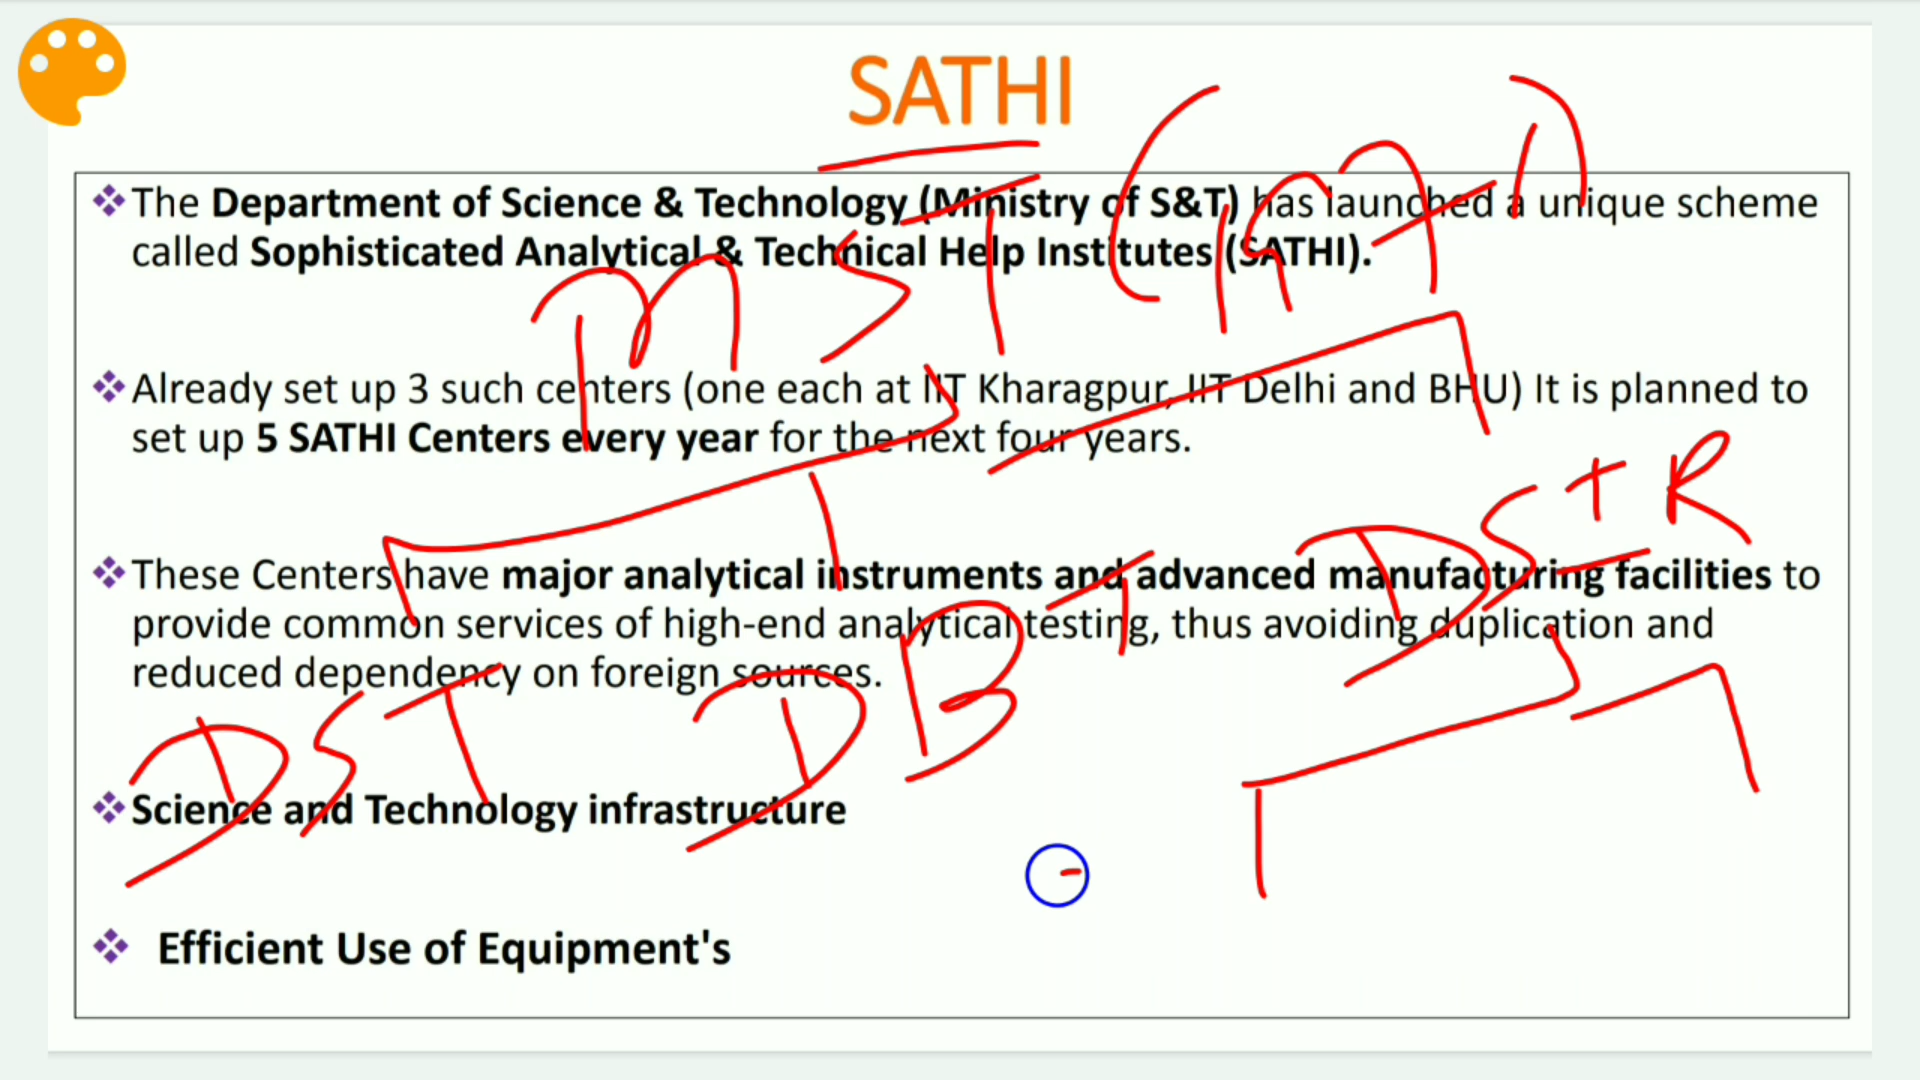 SATHI
The Department of Science & Technology (Ministry of S&T) has launched a unique scheme
called Sophisticated Analytical & Technical Help Institutes (SATHI).
Already set up 3 such centers (one each at IIT Kharagpur, IIT Delhi and BHU) It is planned to
set up 5 SATHI Centers every year for the next four years.
These Centers have major analytical instruments and advanced manufacturing facilities to
provide common services of high-end analytical testing, thus avoiding duplication and
reduced dependency on foreign sources.
Science and Technology infrastructure
Efficient Use of Equipment's
MST
DST
DBT
DSIR